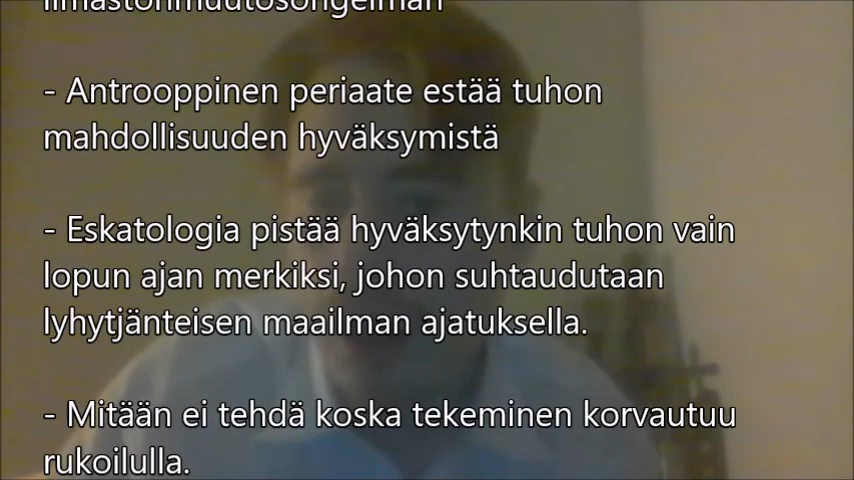 ilmastonmuutosongelman
- Antrooppinen periaate estää tuhon
mahdollisuuden hyväksymistä
- Eskatologia pistää hyväksytynkin tuhon vain
lopun ajan merkiksi, johon suhtaudutaan
lyhytjänteisen maailman ajatuksella.
- Mitään ei tehdä koska tekeminen korvautuu
rukoilulla.